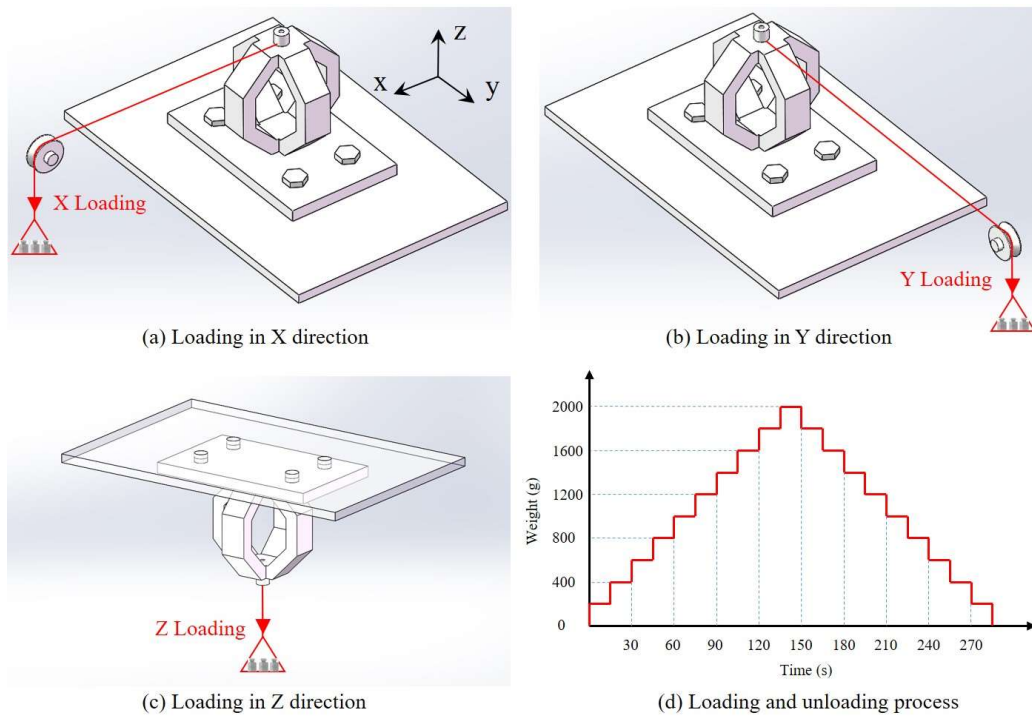 z
x
y
X Loading
(a) Loading in X direction
Y Loading
(b) Loading in Y direction
Z Loading
(c) Loading in Z direction
2000
1600
1200
800
400
0
Weight (g)
30 60 90 120 150 180 210 240 270
Time (s)
(d) Loading and unloading process